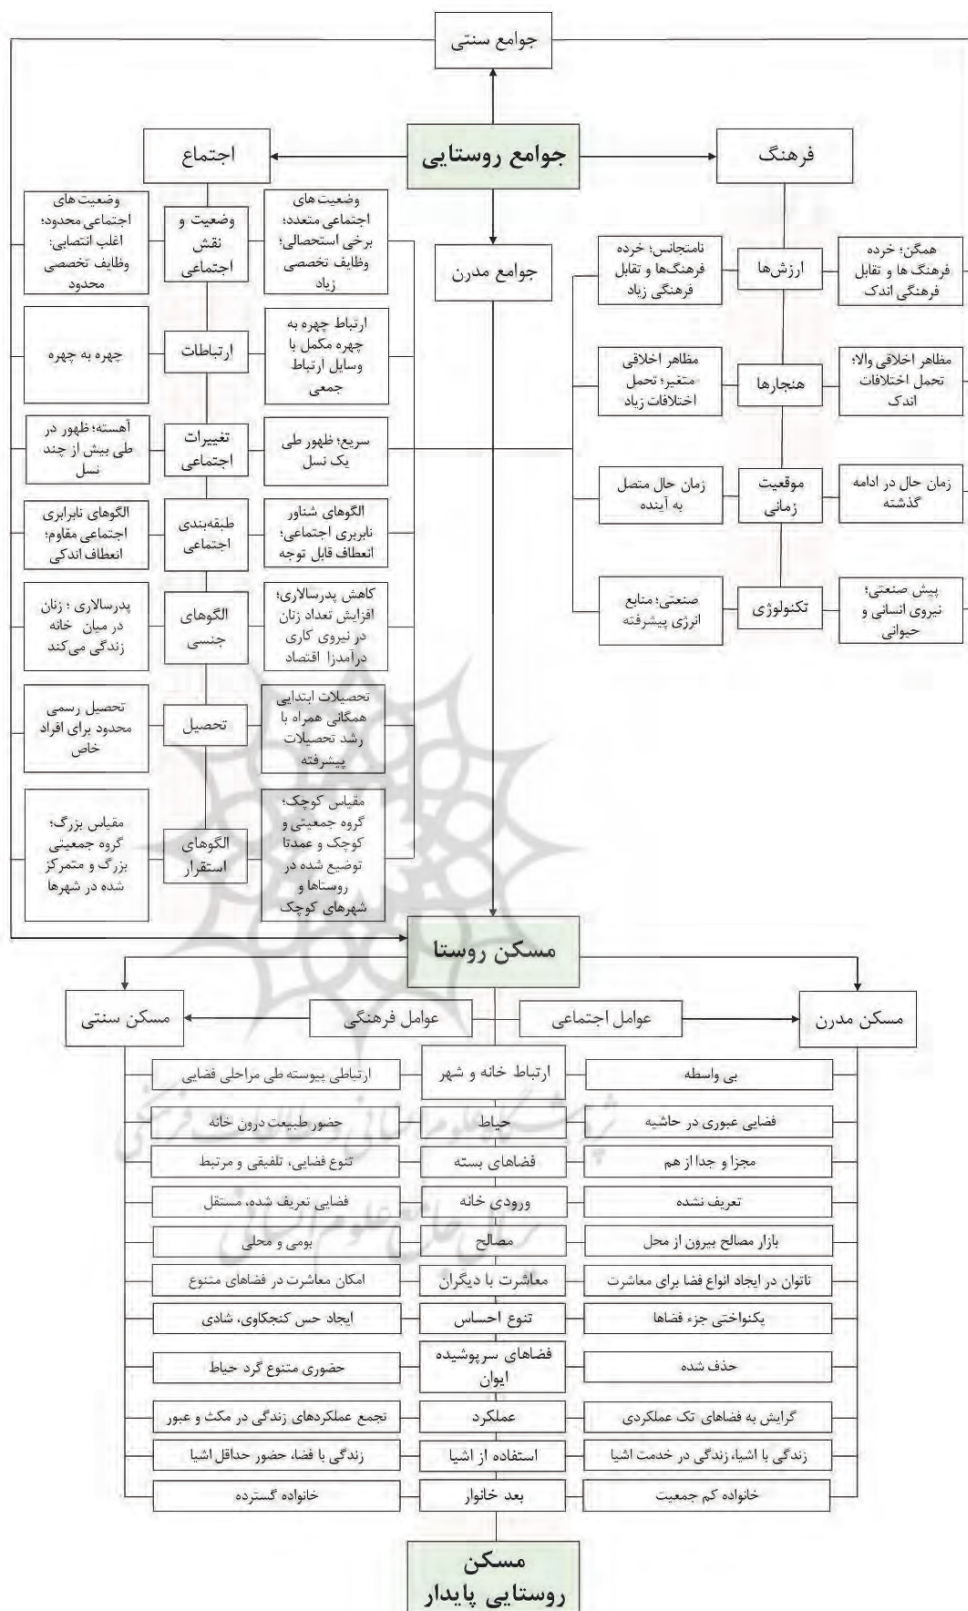 جوامع سنتی
فرهنگ
جوامع روستایی
اجتماع
جوامع مدرن
همگن؛ خرده
فرهنگ ها و تقابل
فرهنگی اندک
ارزش‌ها
نامتجانس؛ خرده
فرهنگ‌ها و تقابل
فرهنگی زیاد
مظاهر اخلاقی والا؛
تحمل اختلافات
اندک
هنجارها
مظاهر اخلاقی
متغیر؛ تحمل
اختلافات زیاد
زمان حال در ادامه
گذشته
موقعیت
زمانی
زمان حال متصل
به آینده
پیش صنعتی؛
نیروی انسانی و
حیوانی
تکنولوژی
صنعتی؛ منابع
انرژی پیشرفته
وضعیت های
اجتماعی متعدد؛
برخی استحصالی؛
وظایف تخصصی
زیاد
وضعیت و
نقش
اجتماعی
وضعیت های
اجتماعی محدود؛
اغلب انتصابی:
وظایف تخصصی
محدود
ارتباط چهره به
چهره مکمل با
وسایل ارتباط
جمعی
ارتباطات
چهره به چهره
سریع؛ ظهور طی
یک نسل
تغییرات
اجتماعی
آهسته؛ ظهور در
طی بیش از چند
نسل
الگوهای شناور
نابربری اجتماعی؛
انعطاف قابل توجه
طبقه‌بندی
اجتماعی
الگوهای نابرابری
اجتماعی مقاوم؛
انعطاف اندکی
کاهش پدرسالاری؛
افزایش تعداد زنان
در نیروی کاری
درآمدزا اقتصاد
الگوهای
جنسی
پدرسالاری ؛ زنان
در میان خانه
زندگی می‌کند
تحصیلات ابتدایی
همگانی همراه با
رشد تحصیلات
پیشرفته
تحصیل
تحصیل رسمی
محدود برای افراد
خاص
مقیاس کوچک؛
گروه جمعیتی و
کوچک و عمدتا
توضیع شده در
روستاها و
شهرهای کوچک
الگوهای
استقرار
مقیاس بزرگ؛
گروه جمعیتی
بزرگ و متمرکز
شده در شهرها
مسکن روستا
مسکن مدرن
عوامل اجتماعی
عوامل فرهنگی
مسکن سنتی
بی واسطه
ارتباط خانه و شهر
ارتباطی پیوسته طی مراحلی فضایی
فضایی عبوری در حاشیه
حیاط
حضور طبیعت درون خانه
مجزا و جدا از هم
فضاهای بسته
تنوع فضایی، تلفیقی و مرتبط
تعریف نشده
ورودی خانه
فضایی تعریف شده، مستقل
بازار مصالح بیرون از محل
مصالح
بومی و محلی
ناتوان در ایجاد انواع فضا برای معاشرت
معاشرت با دیگران
امکان معاشرت در فضاهای متنوع
یکنواختی جزء فضاها
تنوع احساس
ایجاد حس کنجکاوی، شادی
حذف شده
فضاهای سرپوشیده
ایوان
حضوری متنوع گرد حیاط
گرایش به فضاهای تک عملکردی
عملکرد
تجمع عملکردهای زندگی در مکث و عبور
زندگی با اشیا، زندگی در خدمت اشیا
استفاده از اشیا
زندگی با فضا، حضور حداقل اشیا
خانواده کم جمعیت
بعد خانوار
خانواده گسترده
مسکن
روستایی پایدار
پژوهشگاه علوم انسانی و مطالعات فرهنگی
پرتال جامع علوم انسانی